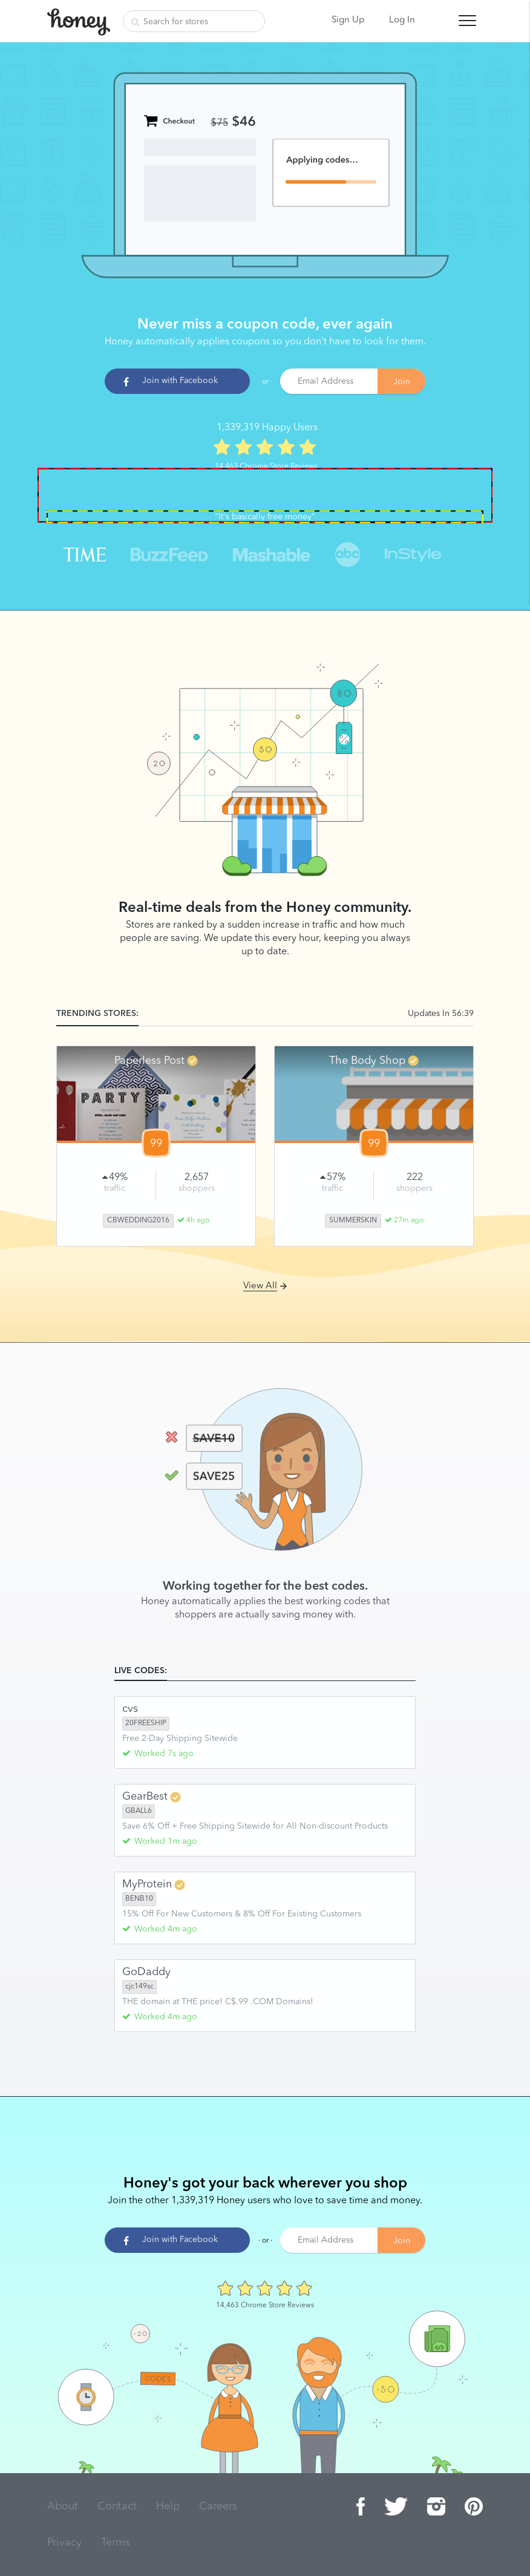 honey
Search for stores
Sign Up
Log In
Checkout $75 $46
Applying codes...
Never miss a coupon code, ever again
Honey automatically applies coupons so you don't have to look for them.
Join with Facebook
· or ·
Email Address
Join
1,339,319 Happy Users
14,463 Chrome Store Reviews
"It's basically free money"
TIME
BuzzFeed
Mashable
abc
InStyle
80
50
20
Real-time deals from the Honey community.
Stores are ranked by a sudden increase in traffic and how much
people are saving. We update this every hour, keeping you always
up to date.
TRENDING STORES:
Updates In 56:39
Paperless Post
PARTY
99
49%
traffic
2,657
shoppers
CBWEDDING2016
4h ago
The Body Shop
99
57%
traffic
222
shoppers
SUMMERSKIN
27m ago
View All
SAVE10
SAVE25
Working together for the best codes.
Honey automatically applies the best working codes that
shoppers are actually saving money with.
LIVE CODES:
CVS
20FREESHIP
Free 2-Day Shipping Sitewide
Worked 7s ago
GearBest
GBALL6
Save 6% Off + Free Shipping Sitewide for All Non-discount Products
Worked 1m ago
MyProtein
BENB10
15% Off For New Customers & 8% Off For Existing Customers
Worked 4m ago
GoDaddy
cjc149sc
THE domain at THE price! C$.99 .COM Domains!
Worked 4m ago
Honey's got your back wherever you shop
Join the other 1,339,319 Honey users who love to save time and money.
Join with Facebook
· or ·
Email Address
Join
14,463 Chrome Store Reviews
-20
CODES
-50
About
Contact
Help
Careers
Privacy
Terms